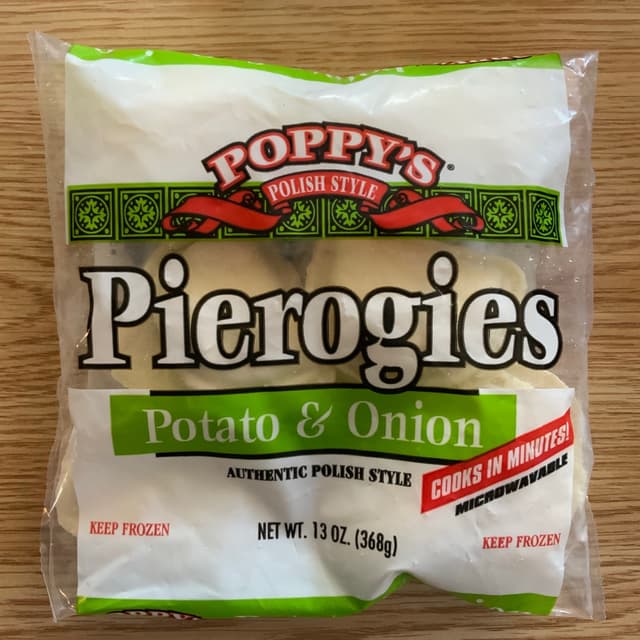 POPPY'S®
POLISH STYLE
Pierogies
Potato & Onion
AUTHENTIC POLISH STYLE
COOKS IN MINUTES!
MICROWAVABLE
KEEP FROZEN
NET WT. 13 OZ. (368g)
KEEP FROZEN